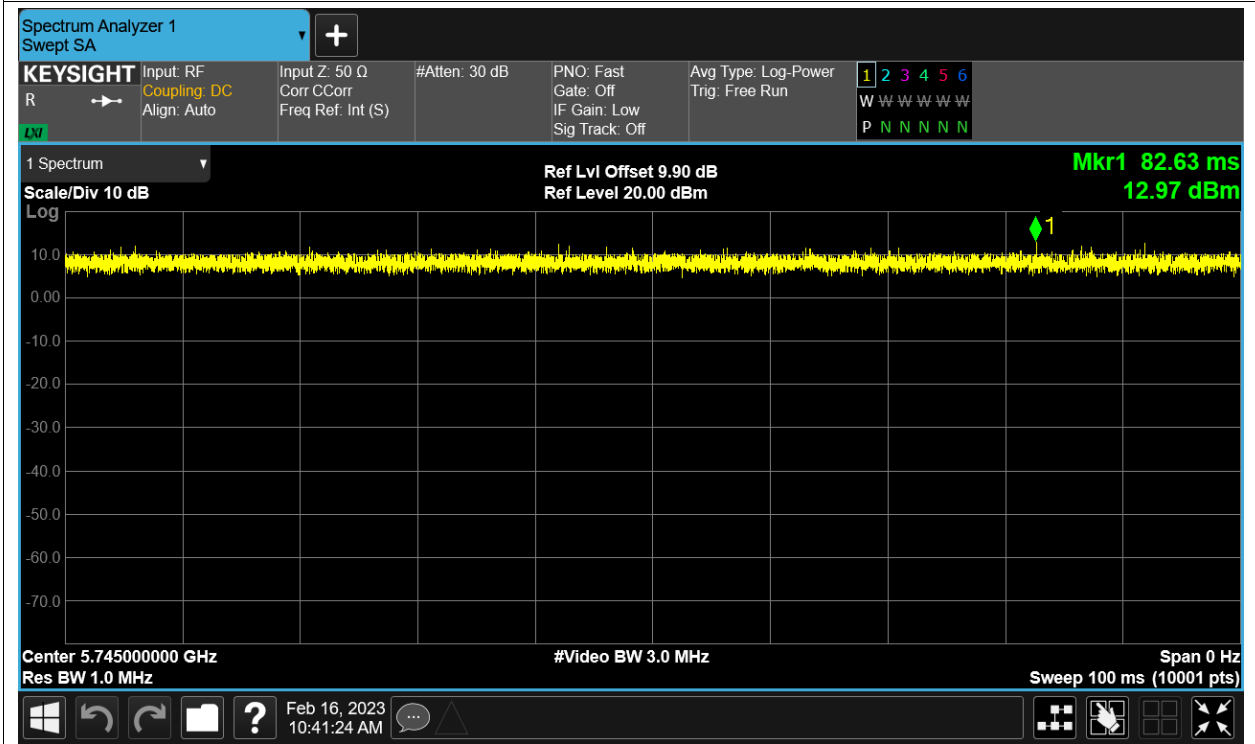 Spectrum Analyzer 1
Swept SA
KEYSIGHT
R
LXI
Input: RF
Coupling: DC
Align: Auto
Input Z: 50 Ω
Corr CCorr
Freq Ref: Int (S)
#Atten: 30 dB
PNO: Fast
Gate: Off
IF Gain: Low
Sig Track: Off
Avg Type: Log-Power
Trig: Free Run
1 2 3 4 5 6
W W W W W W
P N N N N N
1 Spectrum
Scale/Div 10 dB
Ref Lvl Offset 9.90 dB
Ref Level 20.00 dBm
Mkr1 82.63 ms
12.97 dBm
Log
1
10.0
0.00
-10.0
-20.0
-30.0
-40.0
-50.0
-60.0
-70.0
Center 5.745000000 GHz
Res BW 1.0 MHz
#Video BW 3.0 MHz
Span 0 Hz
Sweep 100 ms (10001 pts)
?
Feb 16, 2023
10:41:24 AM